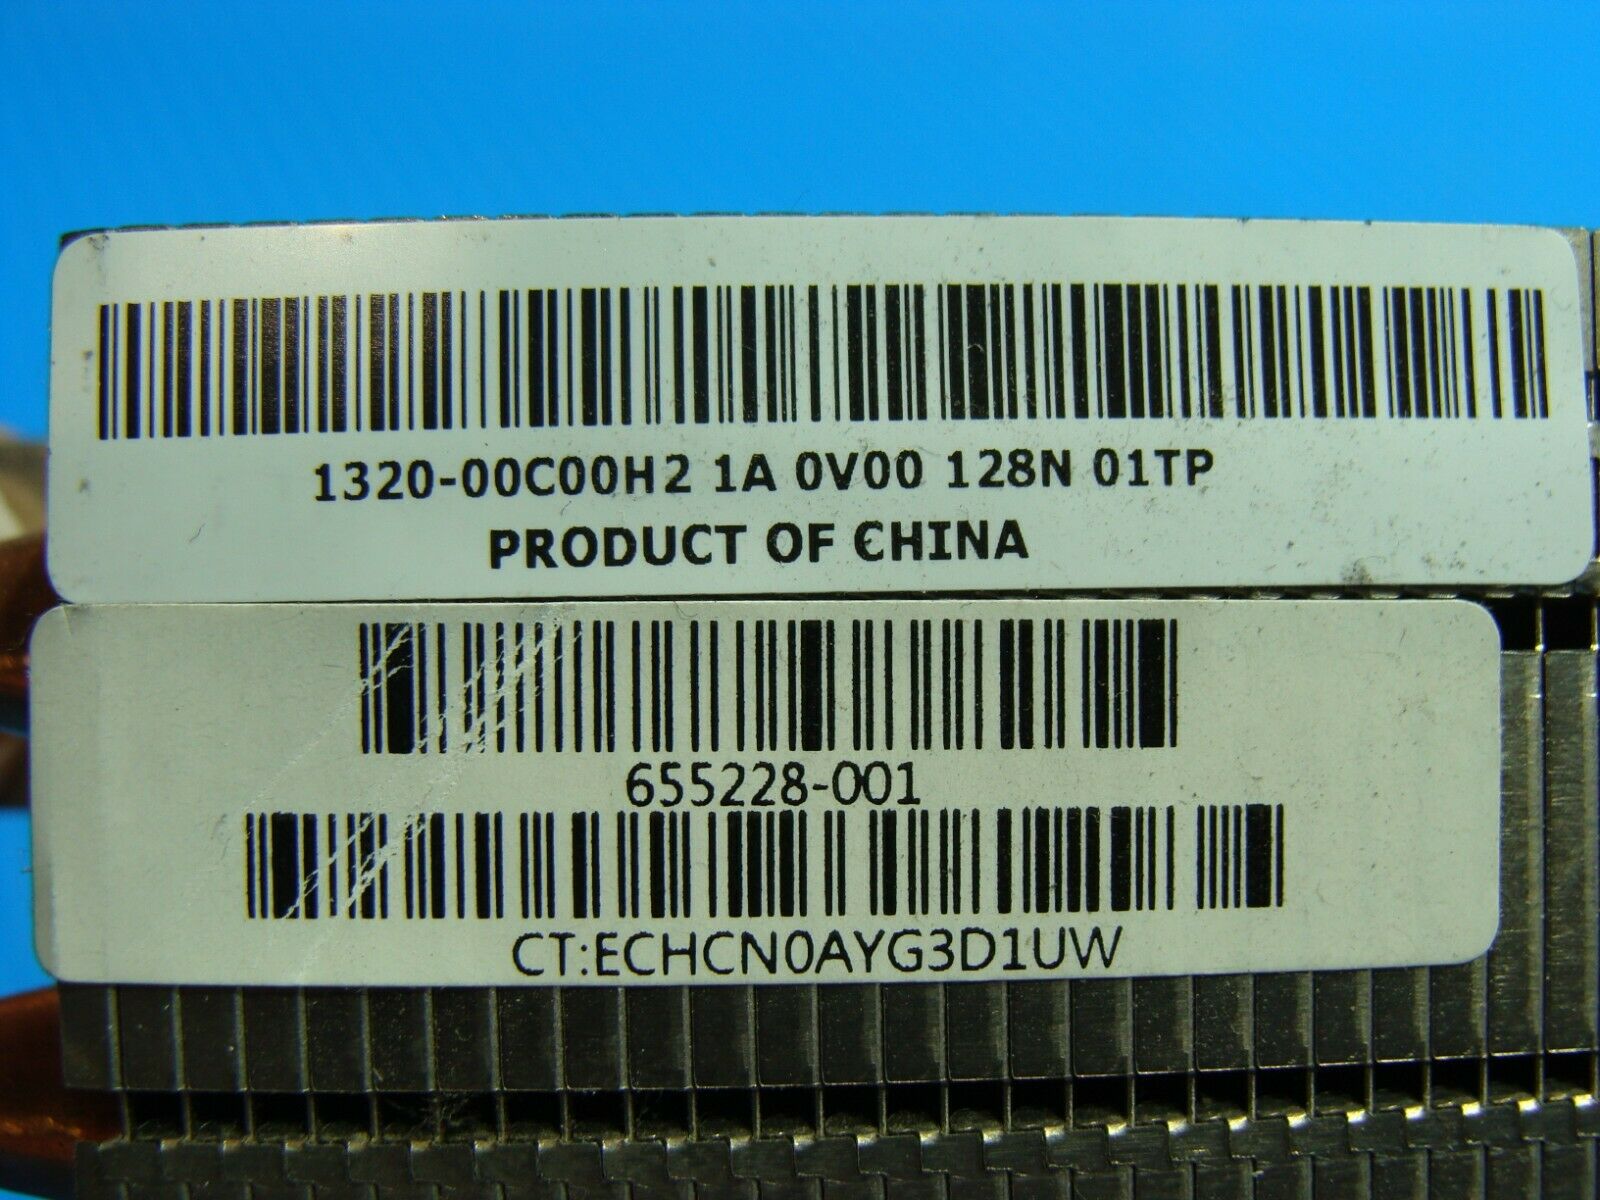 1320-00C00H2 1A 0V00 128N 01TP
PRODUCT OF CHINA
655228-001
CT:ECHCN0AYG3D1UW